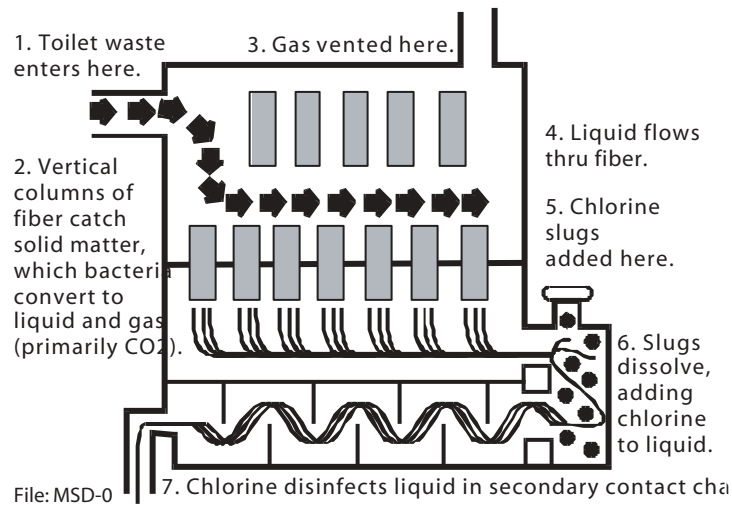 1. Toilet waste
enters here.
3. Gas vented here.
2. Vertical
columns of
fiber catch
solid matter,
which bacteria
convert to
liquid and gas
(primarily CO2).
4. Liquid flows
thru fiber.
5. Chlorine
slugs
added here.
6. Slugs
dissolve,
adding
chlorine
to liquid.
File: MSD-0
7. Chlorine disinfects liquid in secondary contact cha